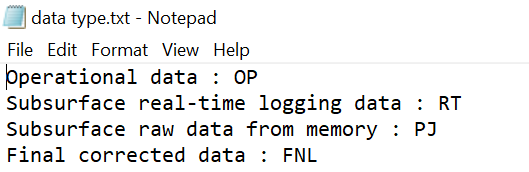 data type.txt - Notepad
File Edit Format View Help
Operational data : OP
Subsurface real-time logging data : RT
Subsurface raw data from memory : PJ
Final corrected data : FNL